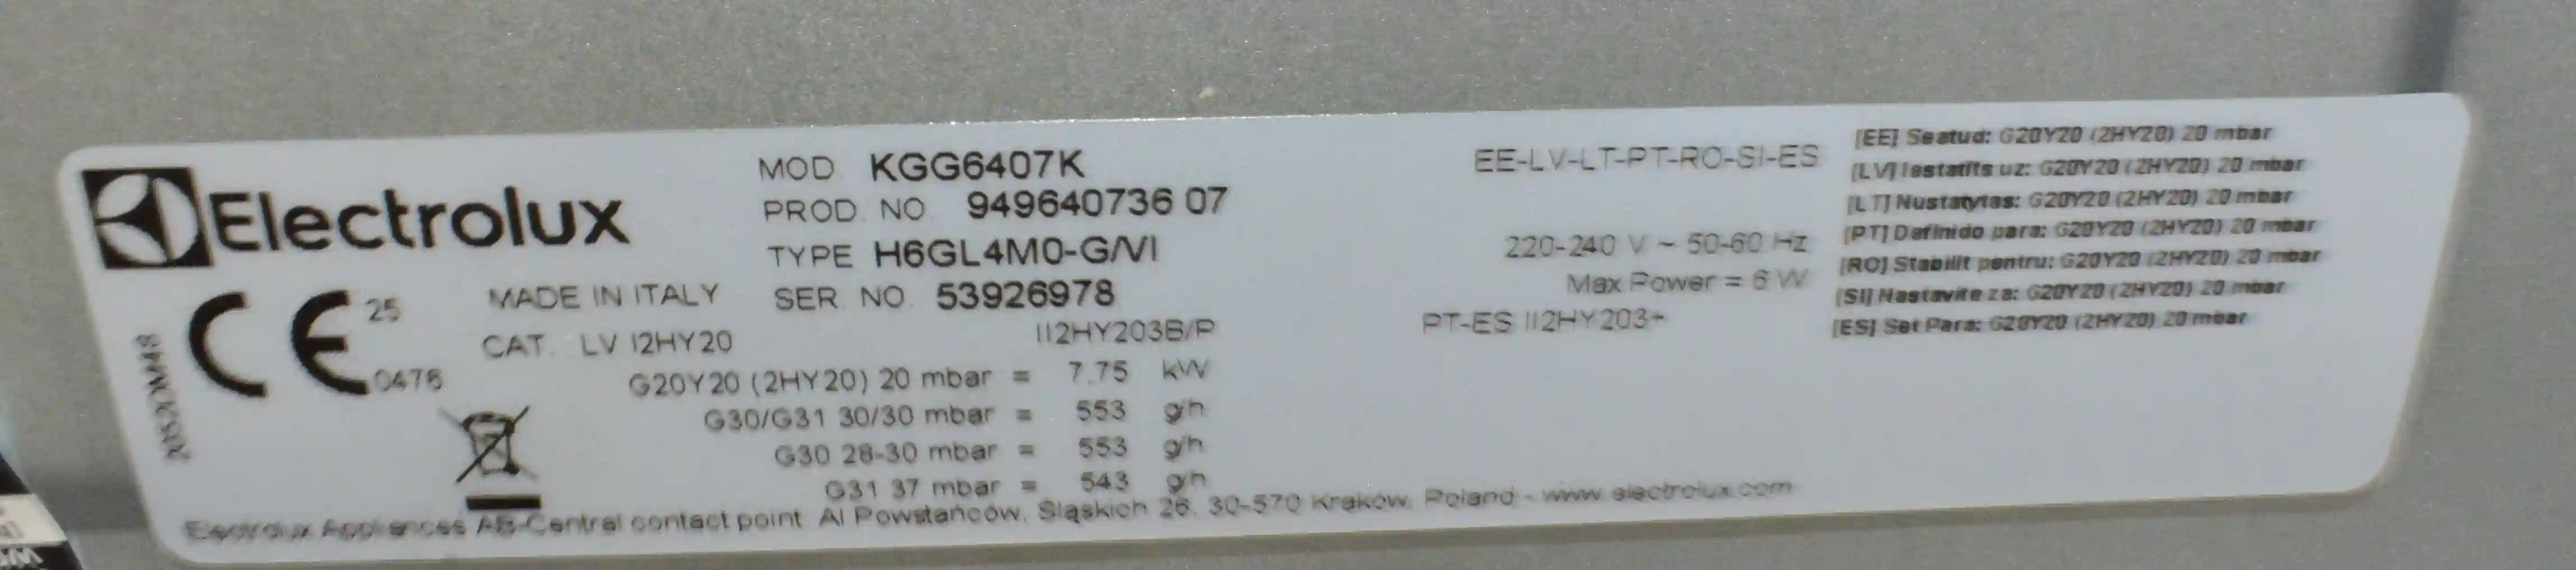 Electrolux
MOD KGG6407K
PROD. NO. 949640736 07
TYPE H6GL4M0-G/VI
SER. NO. 53926978
MADE IN ITALY
CE 25
0476
CAT. LV I2HY20 II2HY203B/P
G20Y20 (2HY20) 20 mbar = 7.75 kW
G30/G31 30/30 mbar = 553 g/h
G30 28-30 mbar = 553 g/h
G31 37 mbar = 543 g/h
EE-LV-LT-PT-RO-SI-ES
220-240 V ~ 50-60 Hz
Max Power = 6 W
PT-ES II2HY203+
[EE] Seatud: G20Y20 (2HY20) 20 mbar
[LV] Iestatīts uz: G20Y20 (2HY20) 20 mbar
[LT] Nustatytas: G20Y20 (2HY20) 20 mbar
[PT] Definido para: G20Y20 (2HY20) 20 mbar
[RO] Stabilit pentru: G20Y20 (2HY20) 20 mbar
[SI] Nastavite za: G20Y20 (2HY20) 20 mbar
[ES] Set Para: G20Y20 (2HY20) 20 mbar
Electrolux Appliances AB-Central contact point Al Powstańców, Śląskich 26, 30-570 Kraków, Poland - www.electrolux.com